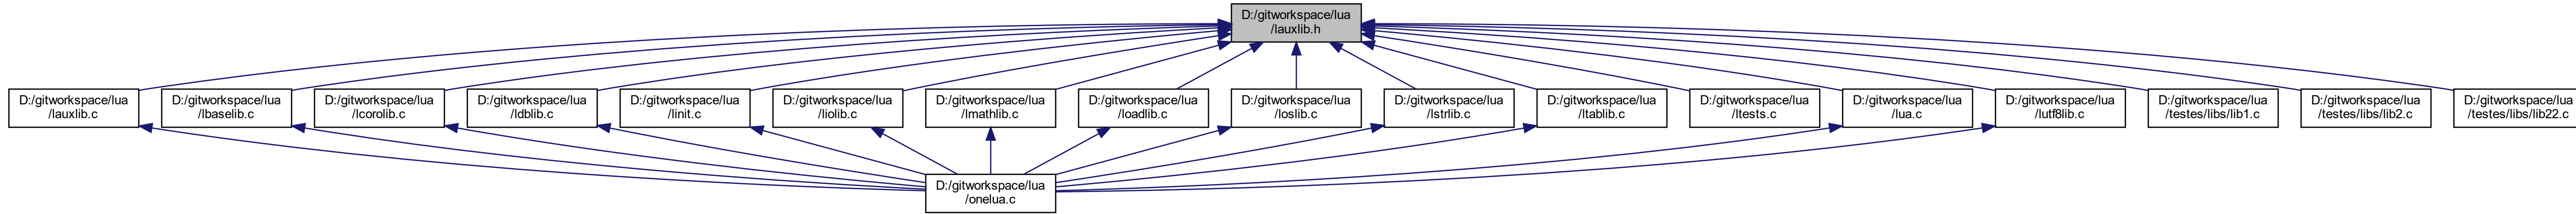 D:/gitworkspace/lua
/lauxlib.h
D:/gitworkspace/lua
/lauxlib.c
D:/gitworkspace/lua
/lbaselib.c
D:/gitworkspace/lua
/lcorolib.c
D:/gitworkspace/lua
/ldblib.c
D:/gitworkspace/lua
/linit.c
D:/gitworkspace/lua
/liolib.c
D:/gitworkspace/lua
/lmathlib.c
D:/gitworkspace/lua
/loadlib.c
D:/gitworkspace/lua
/loslib.c
D:/gitworkspace/lua
/lstrlib.c
D:/gitworkspace/lua
/ltablib.c
D:/gitworkspace/lua
/ltests.c
D:/gitworkspace/lua
/lua.c
D:/gitworkspace/lua
/lutf8lib.c
D:/gitworkspace/lua
/testes/libs/lib1.c
D:/gitworkspace/lua
/testes/libs/lib2.c
D:/gitworkspace/lua
/testes/libs/lib22.c
D:/gitworkspace/lua
/onelua.c